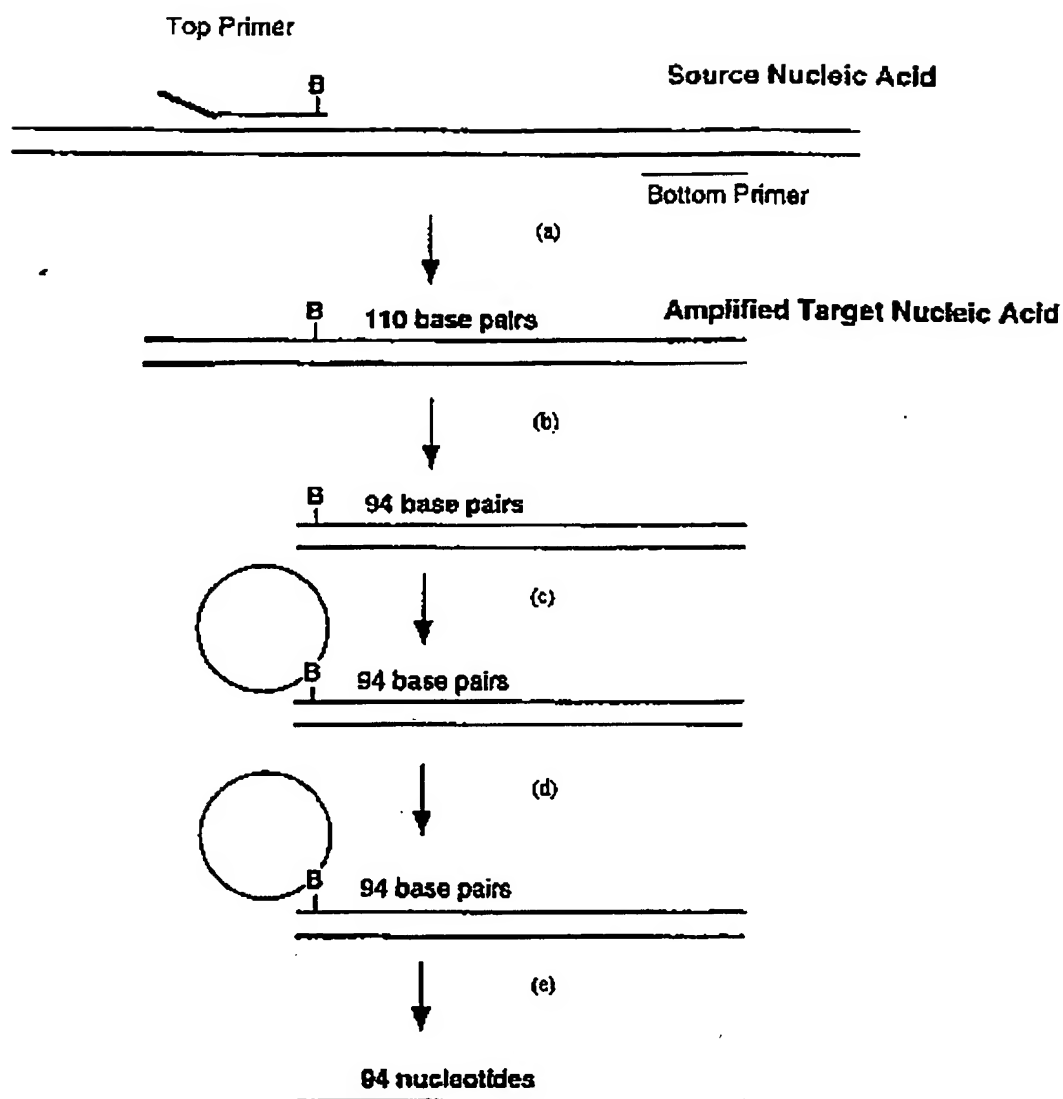 Top Primer
B
Source Nucleic Acid
Bottom Primer
(a)
B
110 base pairs
Amplified Target Nucleic Acid
(b)
B
94 base pairs
(c)
B
94 base pairs
(d)
B
94 base pairs
(e)
94 nucleotides